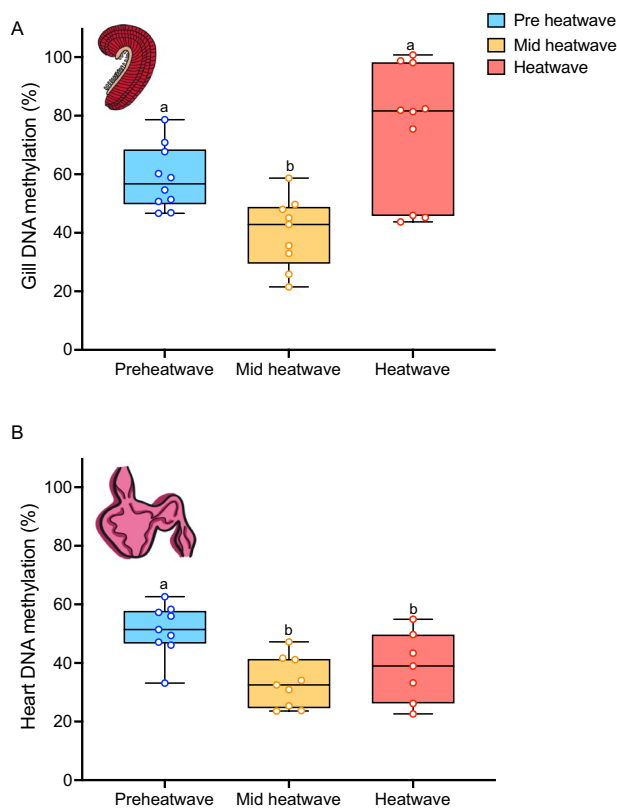 A
Pre heatwave
Mid heatwave
Heatwave
Gill DNA methylation (%)
100
80
60
40
20
0
a
b
a
Preheatwave Mid heatwave Heatwave
B
Heart DNA methylation (%)
100
80
60
40
20
0
a
b
b
Preheatwave Mid heatwave Heatwave